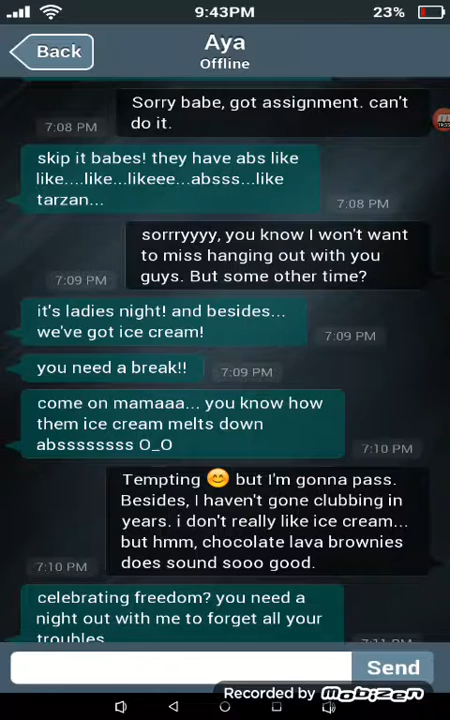 9:43PM
23%
Back
Aya
Offline
Sorry babe, got assignment. can't
do it.
7:08 PM
skip it babes! they have abs like
like....like...likeee...absss...like
tarzan...
7:08 PM
sorrryyyy, you know I won't want
to miss hanging out with you
guys. But some other time?
7:09 PM
it's ladies night! and besides...
we've got ice cream!
7:09 PM
you need a break!!
7:09 PM
come on mamaaa... you know how
them ice cream melts down
abssssssss O_O
7:10 PM
Tempting 😊 but I'm gonna pass.
Besides, I haven't gone clubbing in
years. i don't really like ice cream...
but hmm, chocolate lava brownies
does sound sooo good.
7:10 PM
celebrating freedom? you need a
night out with me to forget all your
troubles
7:11 PM
Send
Recorded by Mobizen